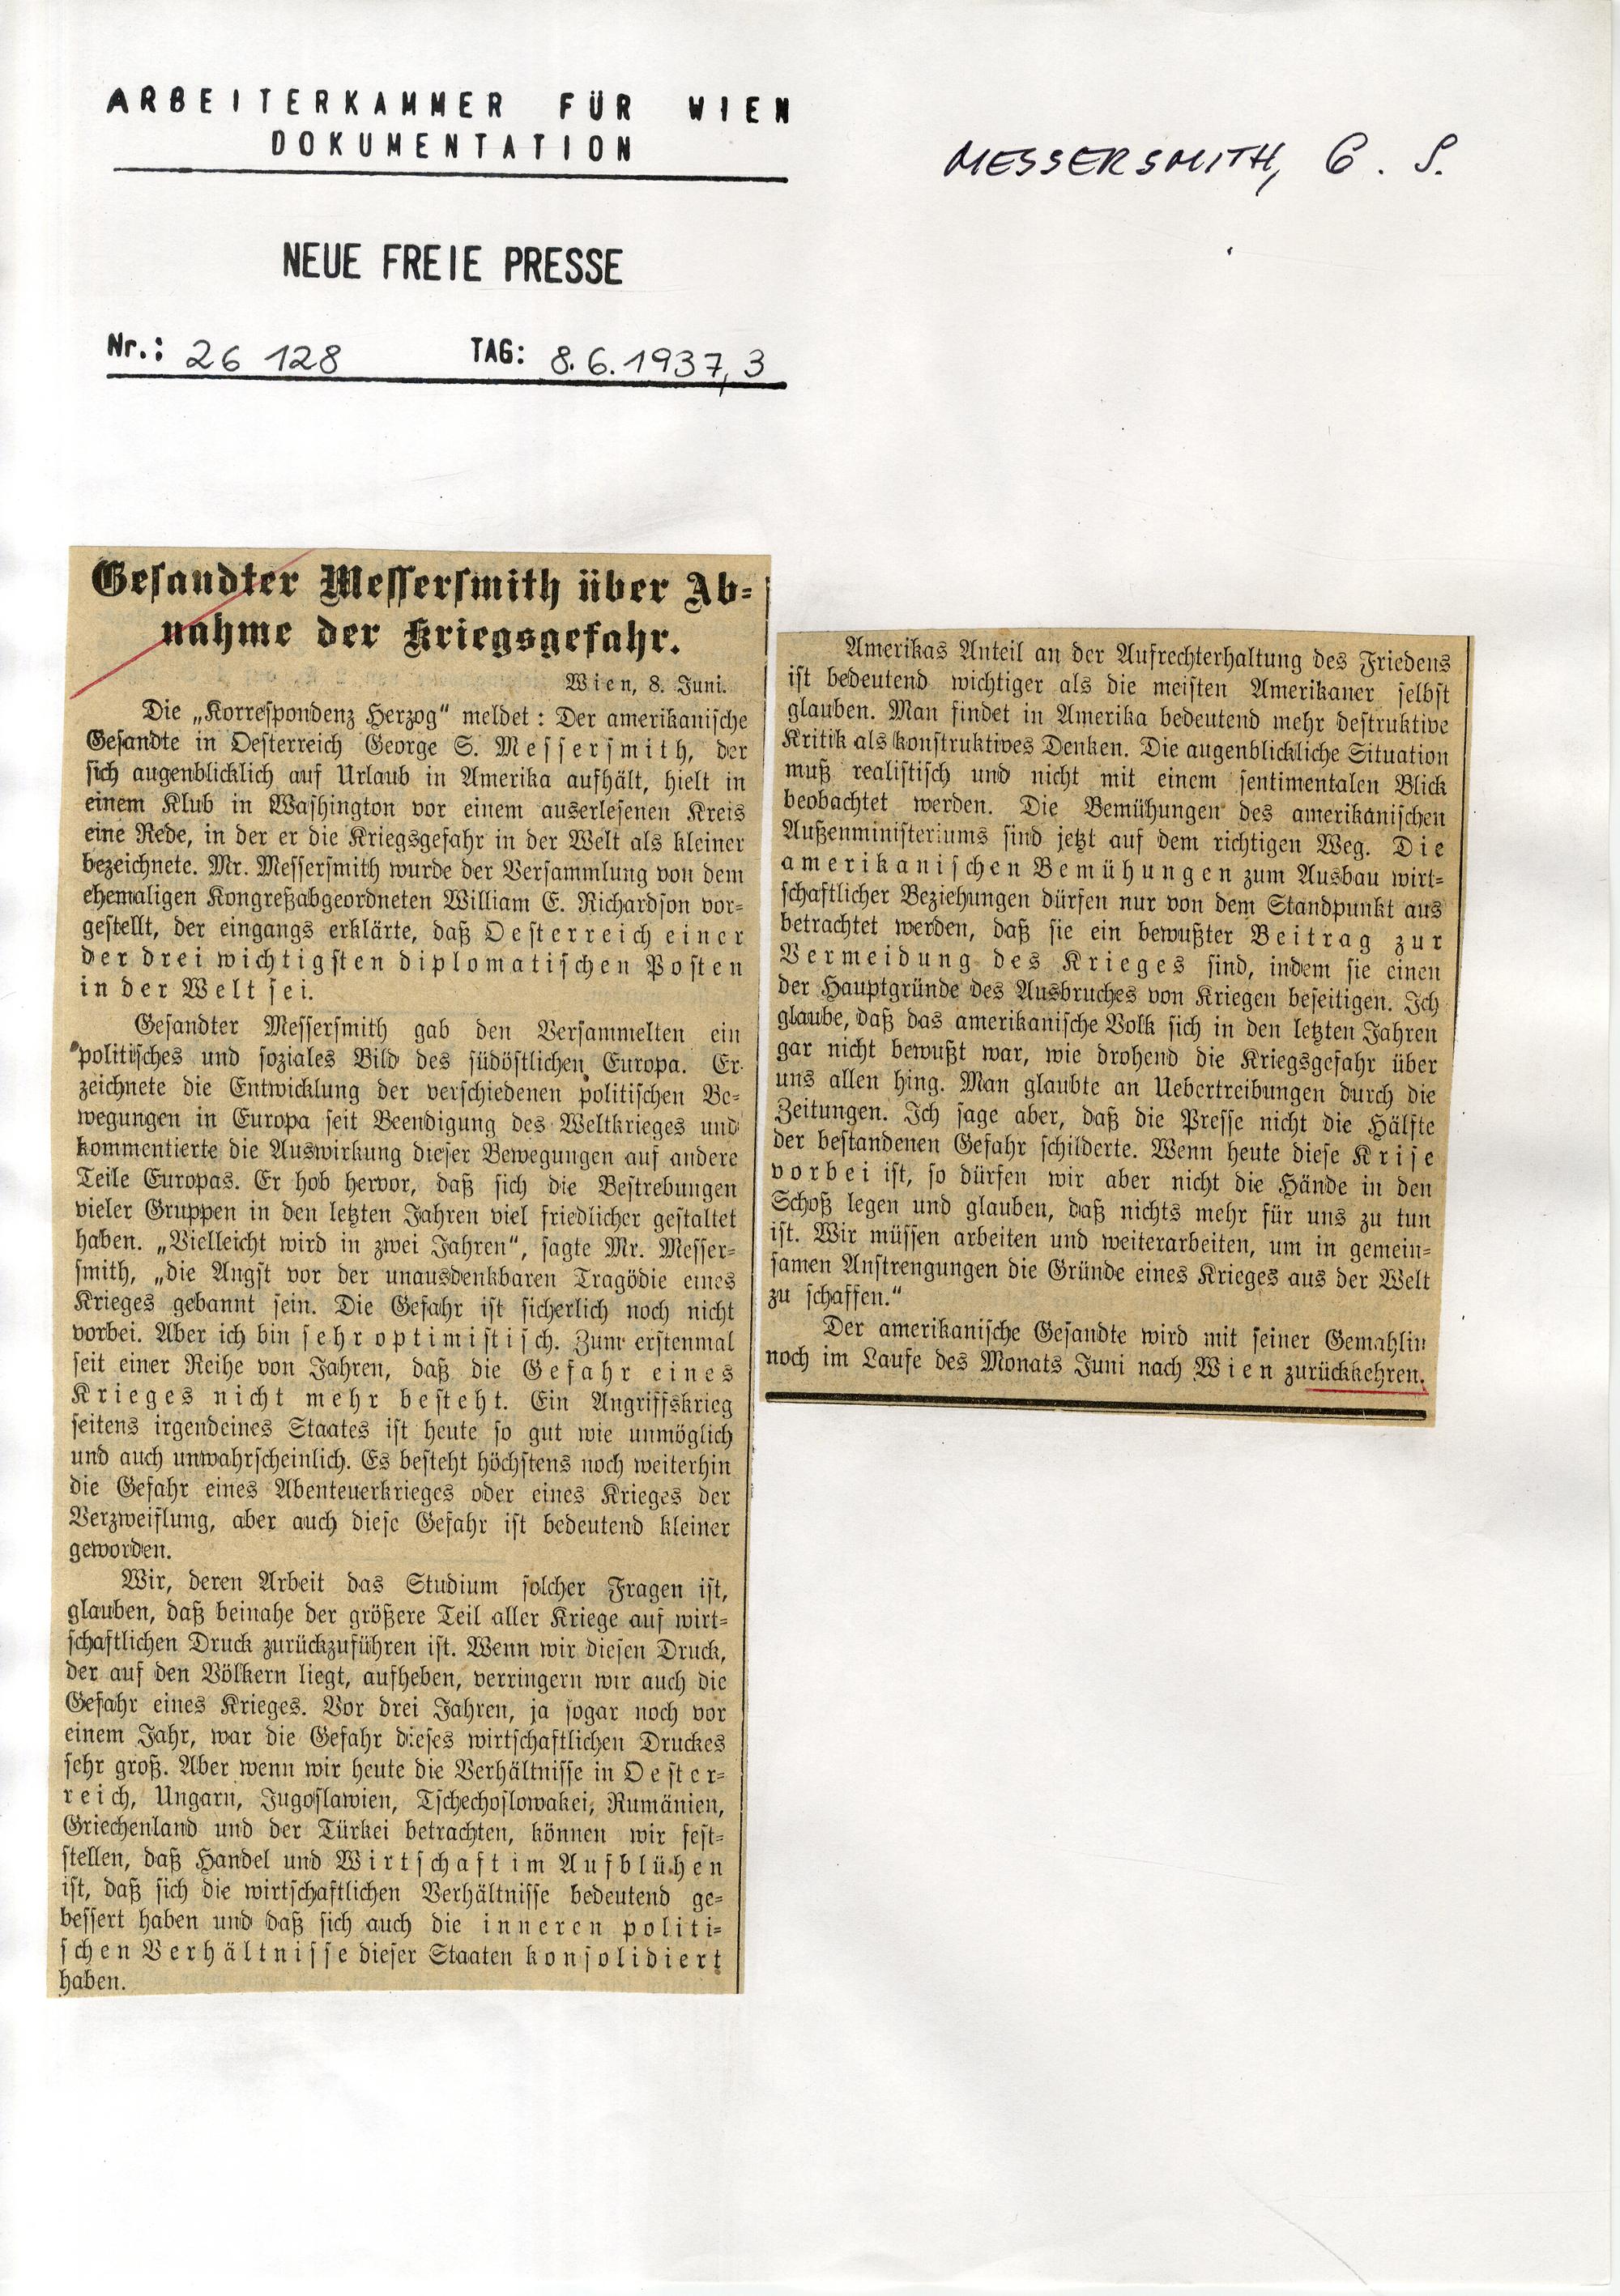 ARBEITERKAMMER FÜR WIEN
DOKUMENTATION
MESSERSMITH, G. S.
NEUE FREIE PRESSE
Nr.: 26 128 TAG: 8.6.1937, 3
Gesandter Messersmith über Ab-
nahme der Kriegsgefahr.
Wien, 8. Juni.
Die „Korrespondenz Herzog“ meldet: Der amerikanische
Gesandte in Oesterreich George S. Messersmith, der
sich augenblicklich auf Urlaub in Amerika aufhält, hielt in
einem Klub in Washington vor einem auserlesenen Kreis
eine Rede, in der er die Kriegsgefahr in der Welt als kleiner
bezeichnete. Mr. Messersmith wurde der Versammlung von dem
ehemaligen Kongreßabgeordneten William E. Richardson vor-
gestellt, der eingangs erklärte, daß Oesterreich einer
der drei wichtigsten diplomatischen Posten
in der Welt sei.
Gesandter Messersmith gab den Versammelten ein
politisches und soziales Bild des südöstlichen Europa. Er
zeichnete die Entwicklung der verschiedenen politischen Be-
wegungen in Europa seit Beendigung des Weltkrieges und
kommentierte die Auswirkung dieser Bewegungen auf andere
Teile Europas. Er hob hervor, daß sich die Bestrebungen
vieler Gruppen in den letzten Jahren viel friedlicher gestaltet
haben. „Vielleicht wird in zwei Jahren“, sagte Mr. Messer-
smith, „die Angst vor der unausdenkbaren Tragödie eines
Krieges gebannt sein. Die Gefahr ist sicherlich noch nicht
vorbei. Aber ich bin sehr optimistisch. Zum erstenmal
seit einer Reihe von Jahren, daß die Gefahr eines
Krieges nicht mehr besteht. Ein Angriffskrieg
seitens irgendeines Staates ist heute so gut wie unmöglich
und auch unwahrscheinlich. Es besteht höchstens noch weiterhin
die Gefahr eines Abenteuerkrieges oder eines Krieges der
Verzweiflung, aber auch diese Gefahr ist bedeutend kleiner
geworden.
Wir, deren Arbeit das Studium solcher Fragen ist,
glauben, daß beinahe der größere Teil aller Kriege auf wirt-
schaftlichen Druck zurückzuführen ist. Wenn wir diesen Druck,
der auf den Völkern liegt, aufheben, verringern wir auch die
Gefahr eines Krieges. Vor drei Jahren, ja sogar noch vor
einem Jahr, war die Gefahr dieses wirtschaftlichen Druckes
sehr groß. Aber wenn wir heute die Verhältnisse in Oester-
reich, Ungarn, Jugoslawien, Tschechoslowakei, Rumänien,
Griechenland und der Türkei betrachten, können wir fest-
stellen, daß Handel und Wirtschaft im Aufblühen
ist, daß sich die wirtschaftlichen Verhältnisse bedeutend ge-
bessert haben und daß sich auch die inneren politi-
schen Verhältnisse dieser Staaten konsolidiert
haben.
Amerikas Anteil an der Aufrechterhaltung des Friedens
ist bedeutend wichtiger als die meisten Amerikaner selbst
glauben. Man findet in Amerika bedeutend mehr destruktive
Kritik als konstruktives Denken. Die augenblickliche Situation
muß realistisch und nicht mit einem sentimentalen Blick
beobachtet werden. Die Bemühungen des amerikanischen
Außenministeriums sind jetzt auf dem richtigen Weg. Die
amerikanischen Bemühungen zum Ausbau wirt-
schaftlicher Beziehungen dürfen nur von dem Standpunkt aus
betrachtet werden, daß sie ein bewußter Beitrag zur
Vermeidung des Krieges sind, indem sie einen
der Hauptgründe des Ausbruches von Kriegen beseitigen. Ich
glaube, daß das amerikanische Volk sich in den letzten Jahren
gar nicht bewußt war, wie drohend die Kriegsgefahr über
uns allen hing. Man glaubte an Uebertreibungen durch die
Zeitungen. Ich sage aber, daß die Presse nicht die Hälfte
der bestandenen Gefahr schilderte. Wenn heute diese Krise
vorbei ist, so dürfen wir aber nicht die Hände in den
Schoß legen und glauben, daß nichts mehr für uns zu tun
ist. Wir müssen arbeiten und weiterarbeiten, um in gemein-
samen Anstrengungen die Gründe eines Krieges aus der Welt
zu schaffen.“
Der amerikanische Gesandte wird mit seiner Gemahlin
noch im Laufe des Monats Juni nach Wien zurückkehren.